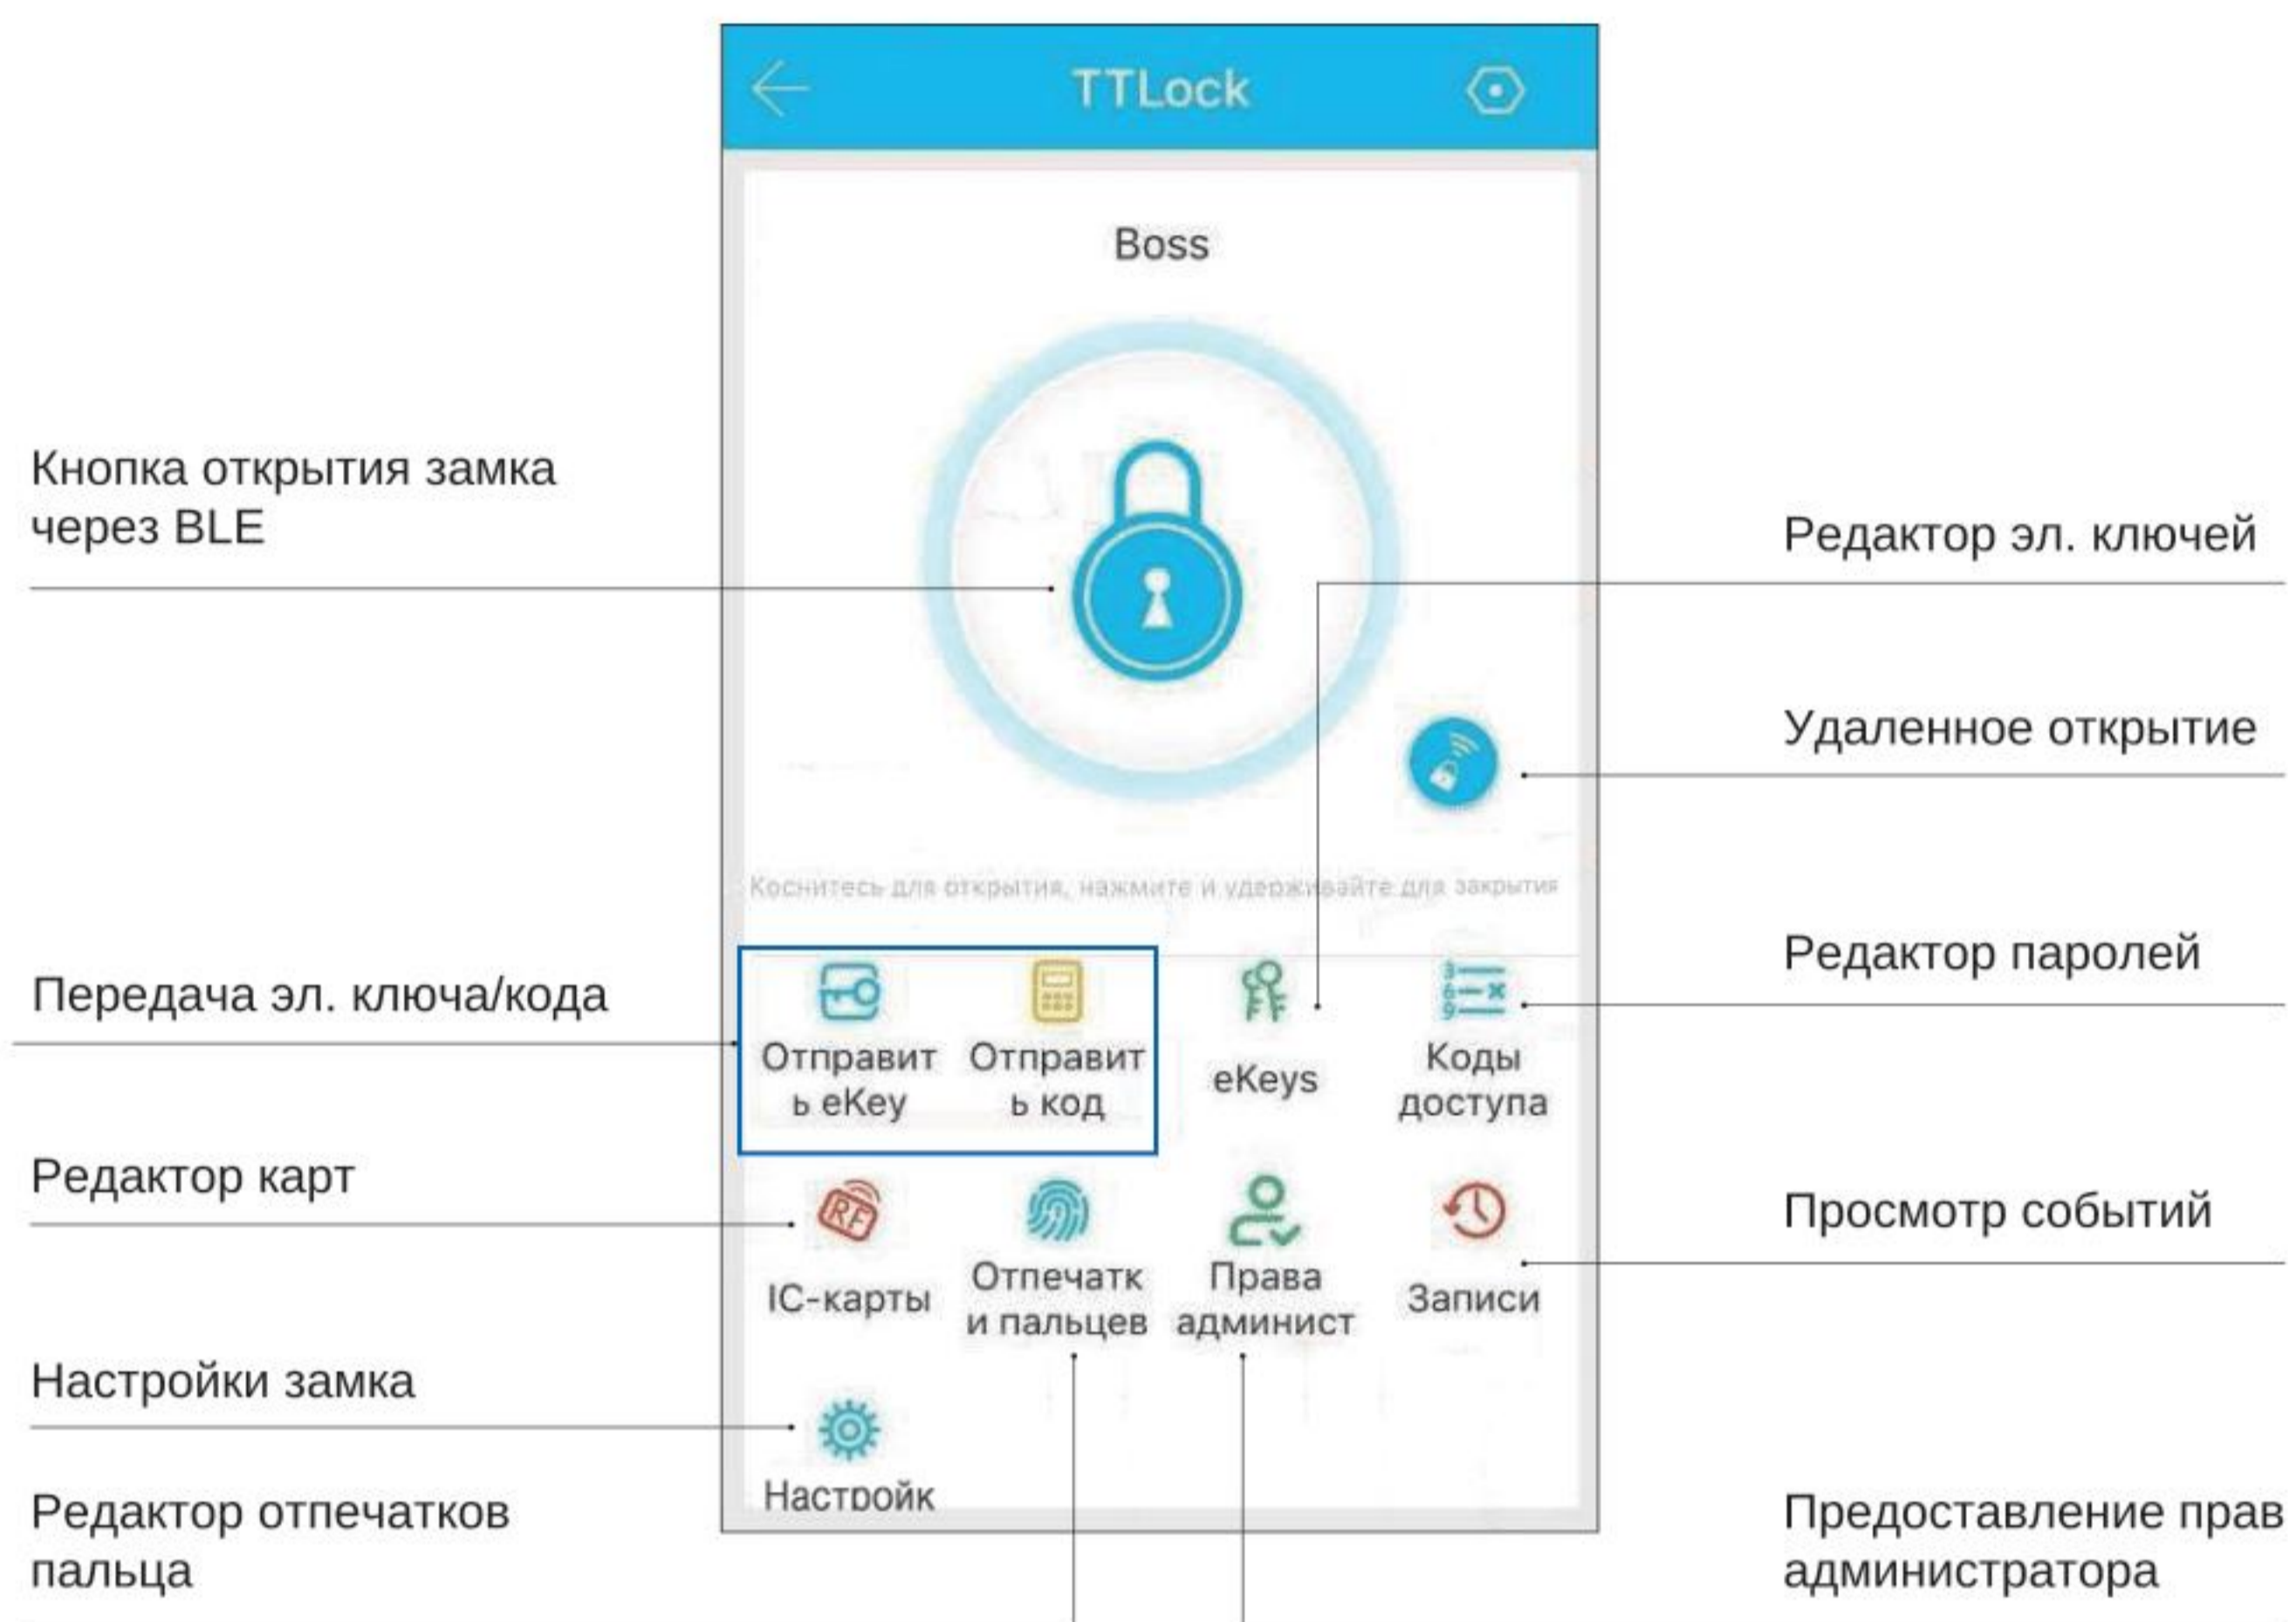 TTLock
Boss
Кнопка открытия замка
через BLE
Редактор эл. ключей
Удаленное открытие
Коснитесь для открытия, нажмите и удерживайте для закрытия
Передача эл. ключа/кода
Редактор паролей
Отправит
ь eKey
Отправит
ь код
eKeys
Коды
доступа
Редактор карт
RF
Просмотр событий
IC-карты
Отпечатк
и пальцев
Права
админист
Записи
Настройки замка
Настройк
Редактор отпечатков
пальца
Предоставление прав
администратора